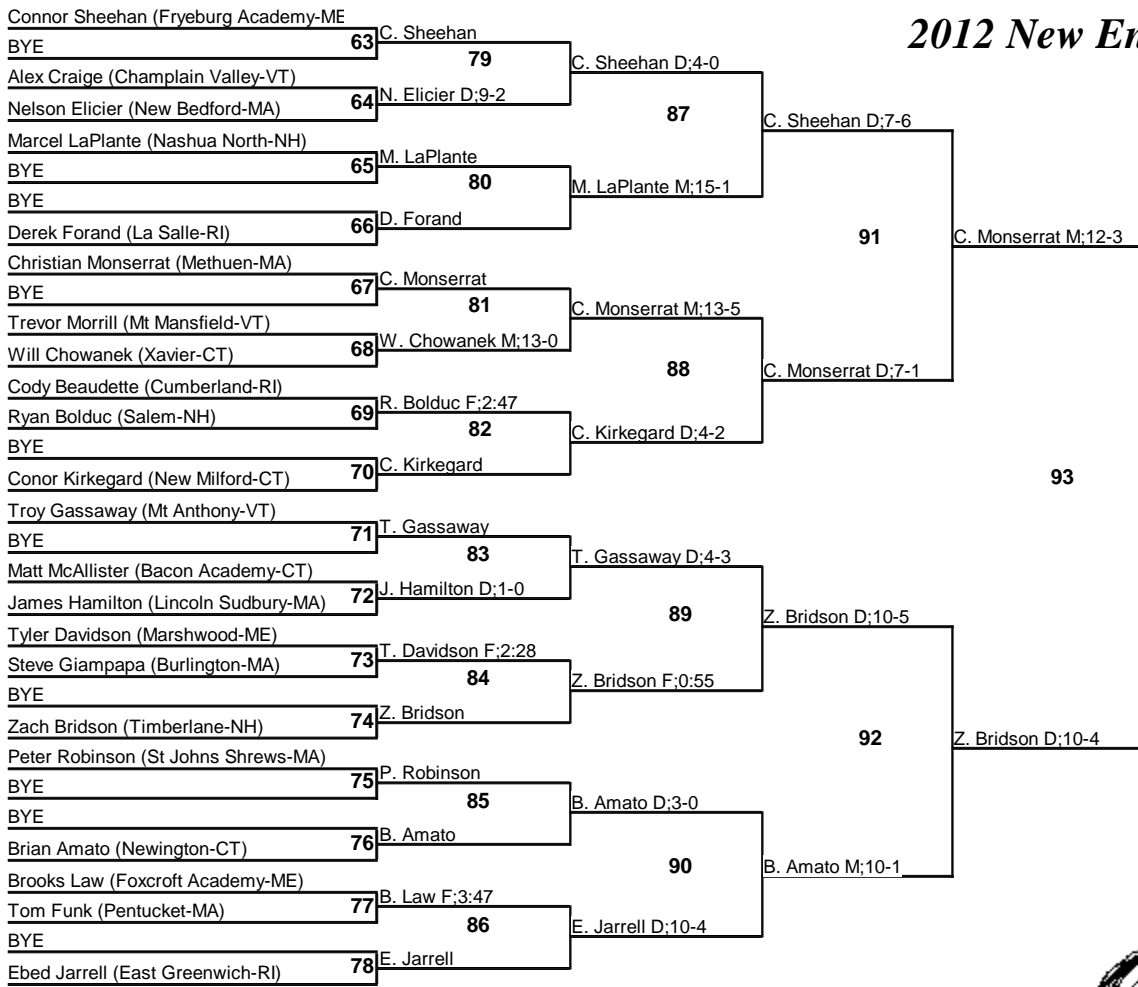 2012 New En
Connor Sheehan (Fryeburg Academy-ME
BYE
63
C. Sheehan
79
Alex Craige (Champlain Valley-VT)
Nelson Elicier (New Bedford-MA)
64
N. Elicier D;9-2
C. Sheehan D;4-0
87
Marcel LaPlante (Nashua North-NH)
BYE
65
M. LaPlante
80
BYE
Derek Forand (La Salle-RI)
66
D. Forand
M. LaPlante M;15-1
C. Sheehan D;7-6
91
Christian Monserrat (Methuen-MA)
BYE
67
C. Monserrat
81
Trevor Morrill (Mt Mansfield-VT)
Will Chowanek (Xavier-CT)
68
W. Chowanek M;13-0
C. Monserrat M;13-5
88
Cody Beaudette (Cumberland-RI)
Ryan Bolduc (Salem-NH)
69
R. Bolduc F;2:47
82
BYE
Conor Kirkegard (New Milford-CT)
70
C. Kirkegard
C. Kirkegard D;4-2
C. Monserrat D;7-1
C. Monserrat M;12-3
93
Troy Gassaway (Mt Anthony-VT)
BYE
71
T. Gassaway
83
Matt McAllister (Bacon Academy-CT)
James Hamilton (Lincoln Sudbury-MA)
72
J. Hamilton D;1-0
T. Gassaway D;4-3
89
Tyler Davidson (Marshwood-ME)
Steve Giampapa (Burlington-MA)
73
T. Davidson F;2:28
84
BYE
Zach Bridson (Timberlane-NH)
74
Z. Bridson
Z. Bridson F;0:55
Z. Bridson D;10-5
92
Peter Robinson (St Johns Shrews-MA)
BYE
75
P. Robinson
85
BYE
Brian Amato (Newington-CT)
76
B. Amato
B. Amato D;3-0
90
Brooks Law (Foxcroft Academy-ME)
Tom Funk (Pentucket-MA)
77
B. Law F;3:47
86
BYE
Ebed Jarrell (East Greenwich-RI)
78
E. Jarrell
E. Jarrell D;10-4
B. Amato M;10-1
Z. Bridson D;10-4